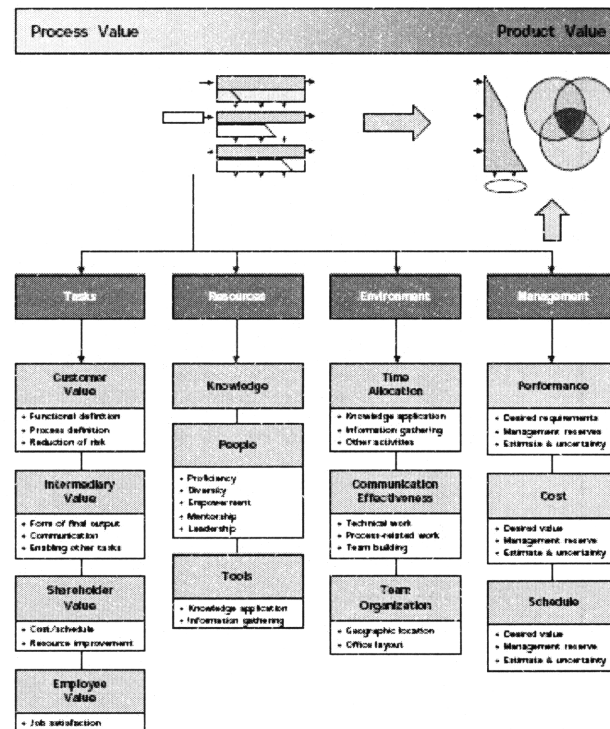 Process Value
Product Value
Tasks
Customer
Value
+ Functional definition
+ Process definition
+ Reduction of risk
Intermediary
Value
+ Form of final output
+ Communication
+ Enabling other tasks
Shareholder
Value
+ Cost/schedule
+ Resource improvement
Employee
Value
+ Job satisfaction
Resources
Knowledge
People
+ Proficiency
+ Diversity
+ Empowerment
+ Mentorship
+ Leadership
Tools
+ Knowledge application
+ Information gathering
Environment
Time
Allocation
+ Knowledge application
+ Information gathering
+ Other activities
Communication
Effectiveness
+ Technical work
+ Process-related work
+ Team building
Team
Organization
+ Geographic location
+ Office layout
Management
Performance
+ Desired requirements
+ Management reserves
+ Estimate & uncertainty
Cost
+ Desired value
+ Management reserve
+ Estimate & uncertainty
Schedule
+ Desired value
+ Management reserve
+ Estimate & uncertainty